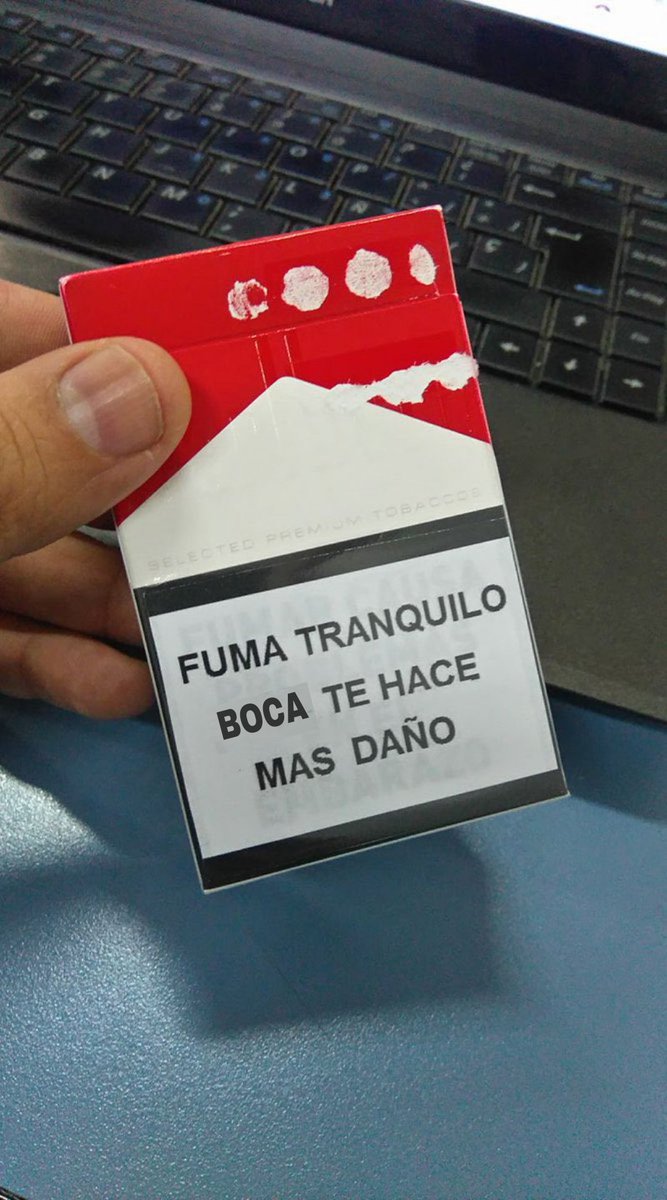 SELECTED PREMIUM TOBACCOS
FUMA TRANQUILO
BOCA TE HACE
MAS DAÑO